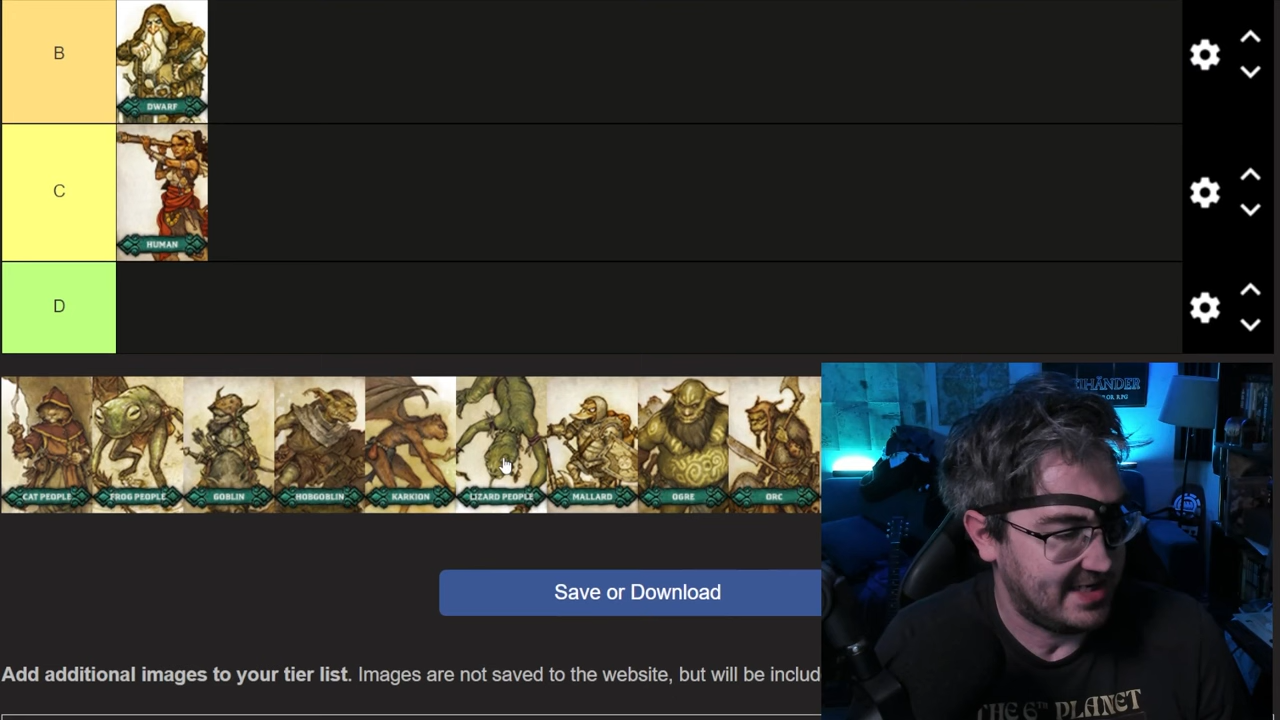 B
DWARF
C
HUMAN
D
CAT PEOPLE
FROG PEOPLE
GOBLIN
HOBGOBLIN
KARKION
LIZARD PEOPLE
MALLARD
OGRE
ORC
OR RPG
Save or Download
Add additional images to your tier list. Images are not saved to the website, but will be includ
THE 6TH PLANET